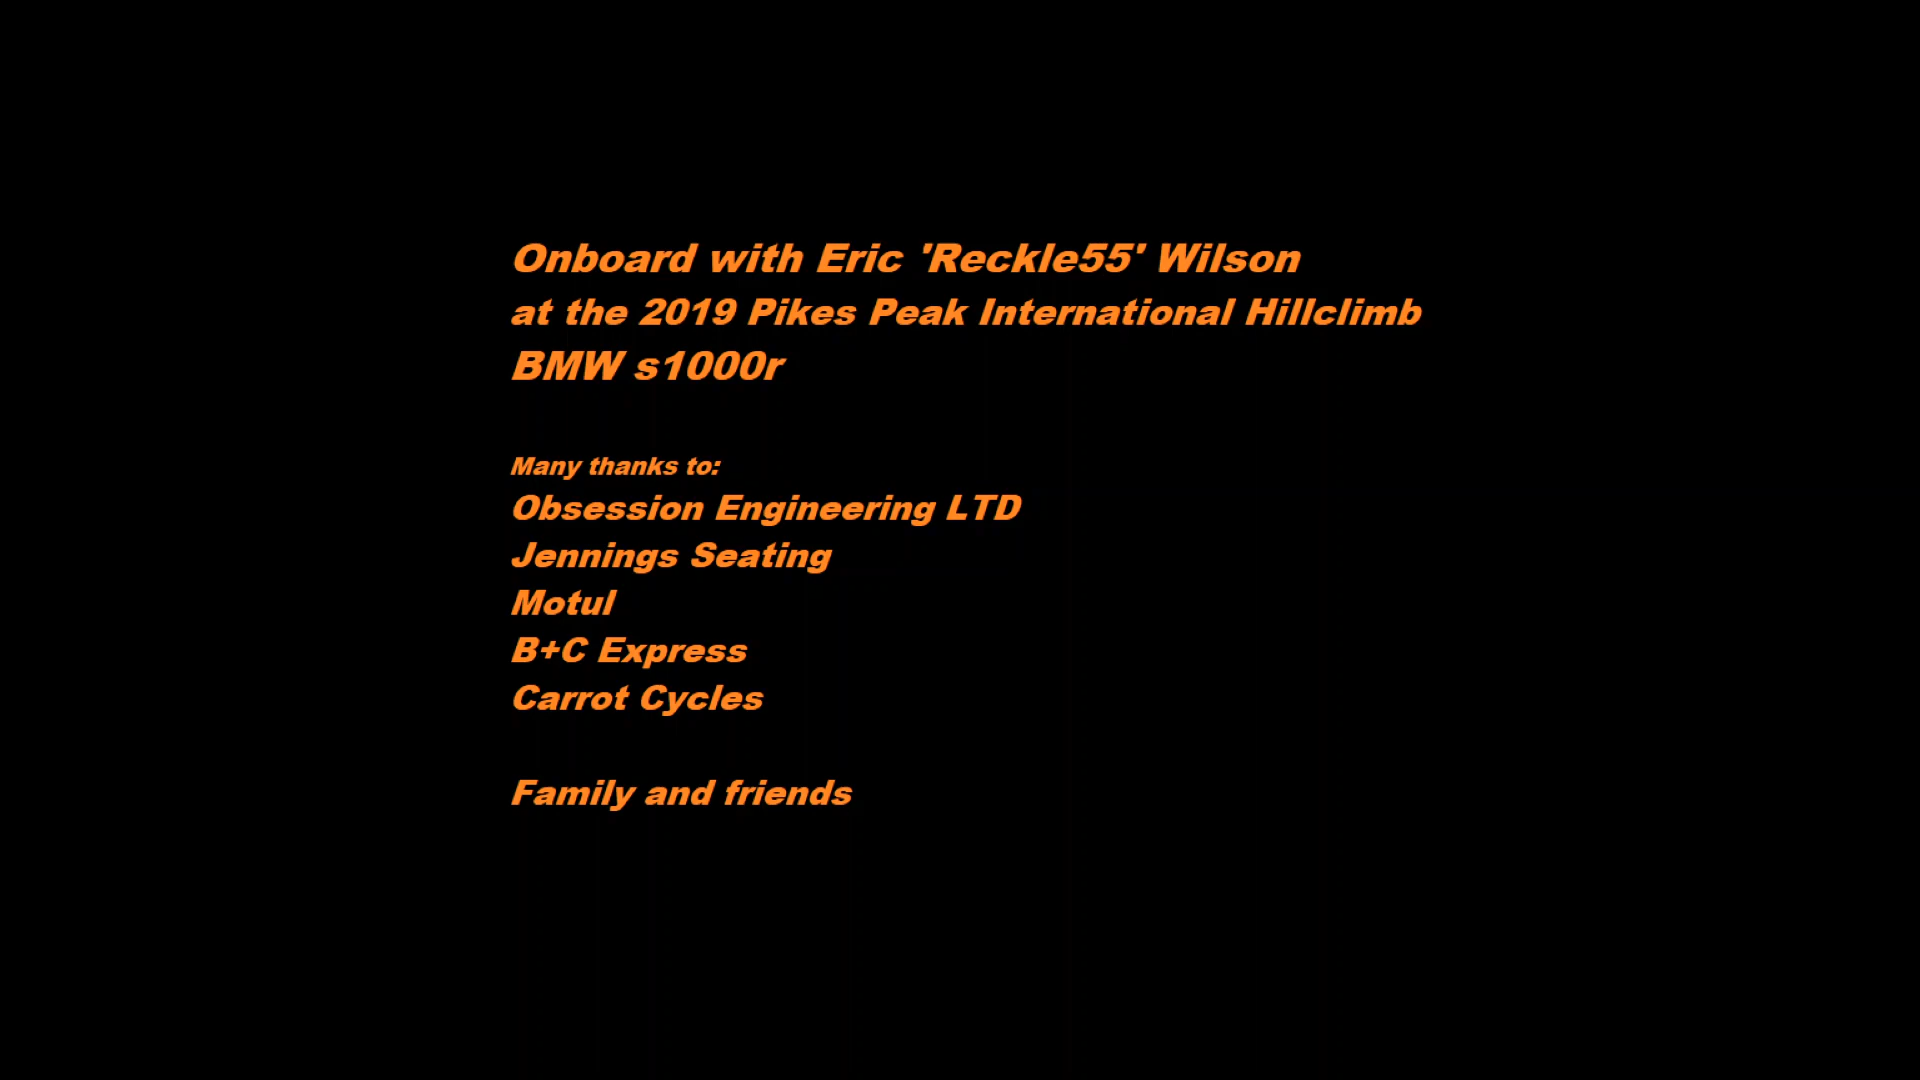 Onboard with Eric 'Reckle55' Wilson
at the 2019 Pikes Peak International Hillclimb
BMW s1000r
Many thanks to:
Obsession Engineering LTD
Jennings Seating
Motul
B+C Express
Carrot Cycles
Family and friends